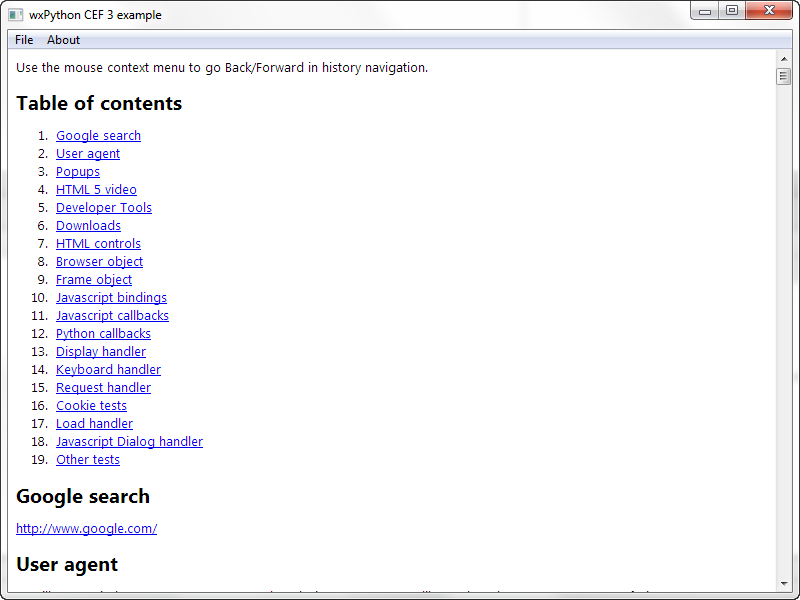 wxPython CEF 3 example
File About
Use the mouse context menu to go Back/Forward in history navigation.
Table of contents
1. Google search
2. User agent
3. Popups
4. HTML 5 video
5. Developer Tools
6. Downloads
7. HTML controls
8. Browser object
9. Frame object
10. Javascript bindings
11. Javascript callbacks
12. Python callbacks
13. Display handler
14. Keyboard handler
15. Request handler
16. Cookie tests
17. Load handler
18. Javascript Dialog handler
19. Other tests
Google search
http://www.google.com/
User agent